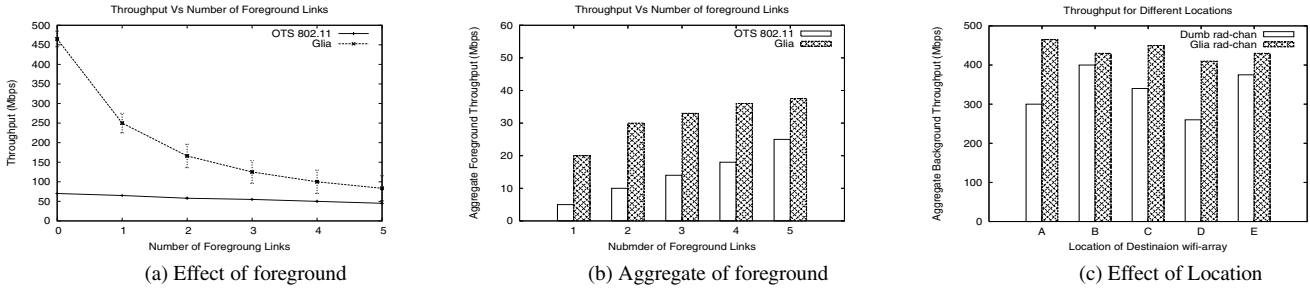 Throughput Vs Number of Foreground Links
500
450
400
350
300
250
200
150
100
50
0
0 1 2 3 4 5
Throughput (Mbps)
Number of Foregroung Links
OTS 802.11
Glia
(a) Effect of foreground
Throughput Vs Number of foreground Links
60
50
40
30
20
10
0
1 2 3 4 5
Aggregate Foreground Throughput (Mbps)
Nubmder of Foreground Links
OTS 802.11
Glia
(b) Aggregate of foreground
Throughput for Different Locations
500
400
300
200
100
0
A B C D E
Aggregate Background Throughput (Mbps)
Location of Destinaion wifi-array
Dumb rad-chan
Glia rad-chan
(c) Effect of Location